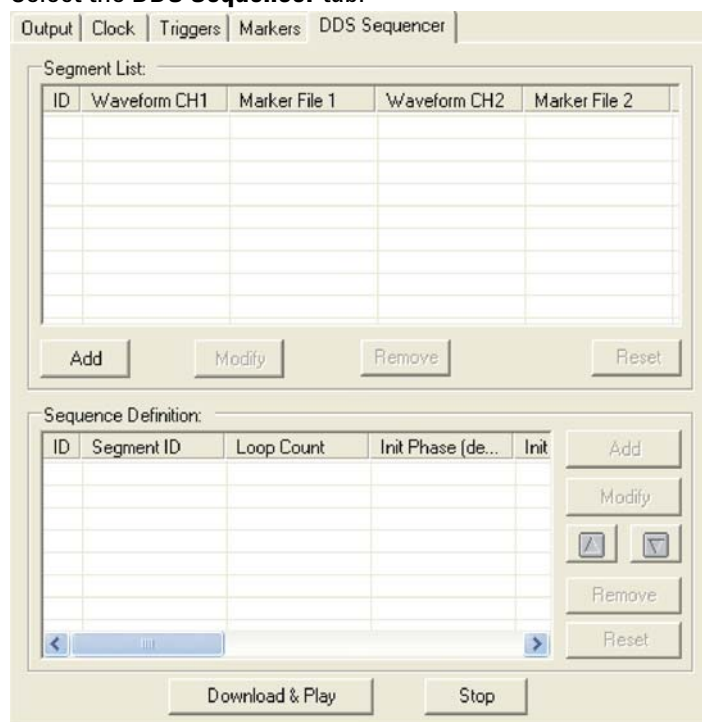 Select the DDS Sequencer tab.
Output Clock Triggers Markers DDS Sequencer
Segment List:
ID Waveform CH1 Marker File 1 Waveform CH2 Marker File 2
Add Modify Remove Reset
Sequence Definition:
ID Segment ID Loop Count Init Phase (de... Init
Add
Modify
Remove
Reset
Download & Play Stop